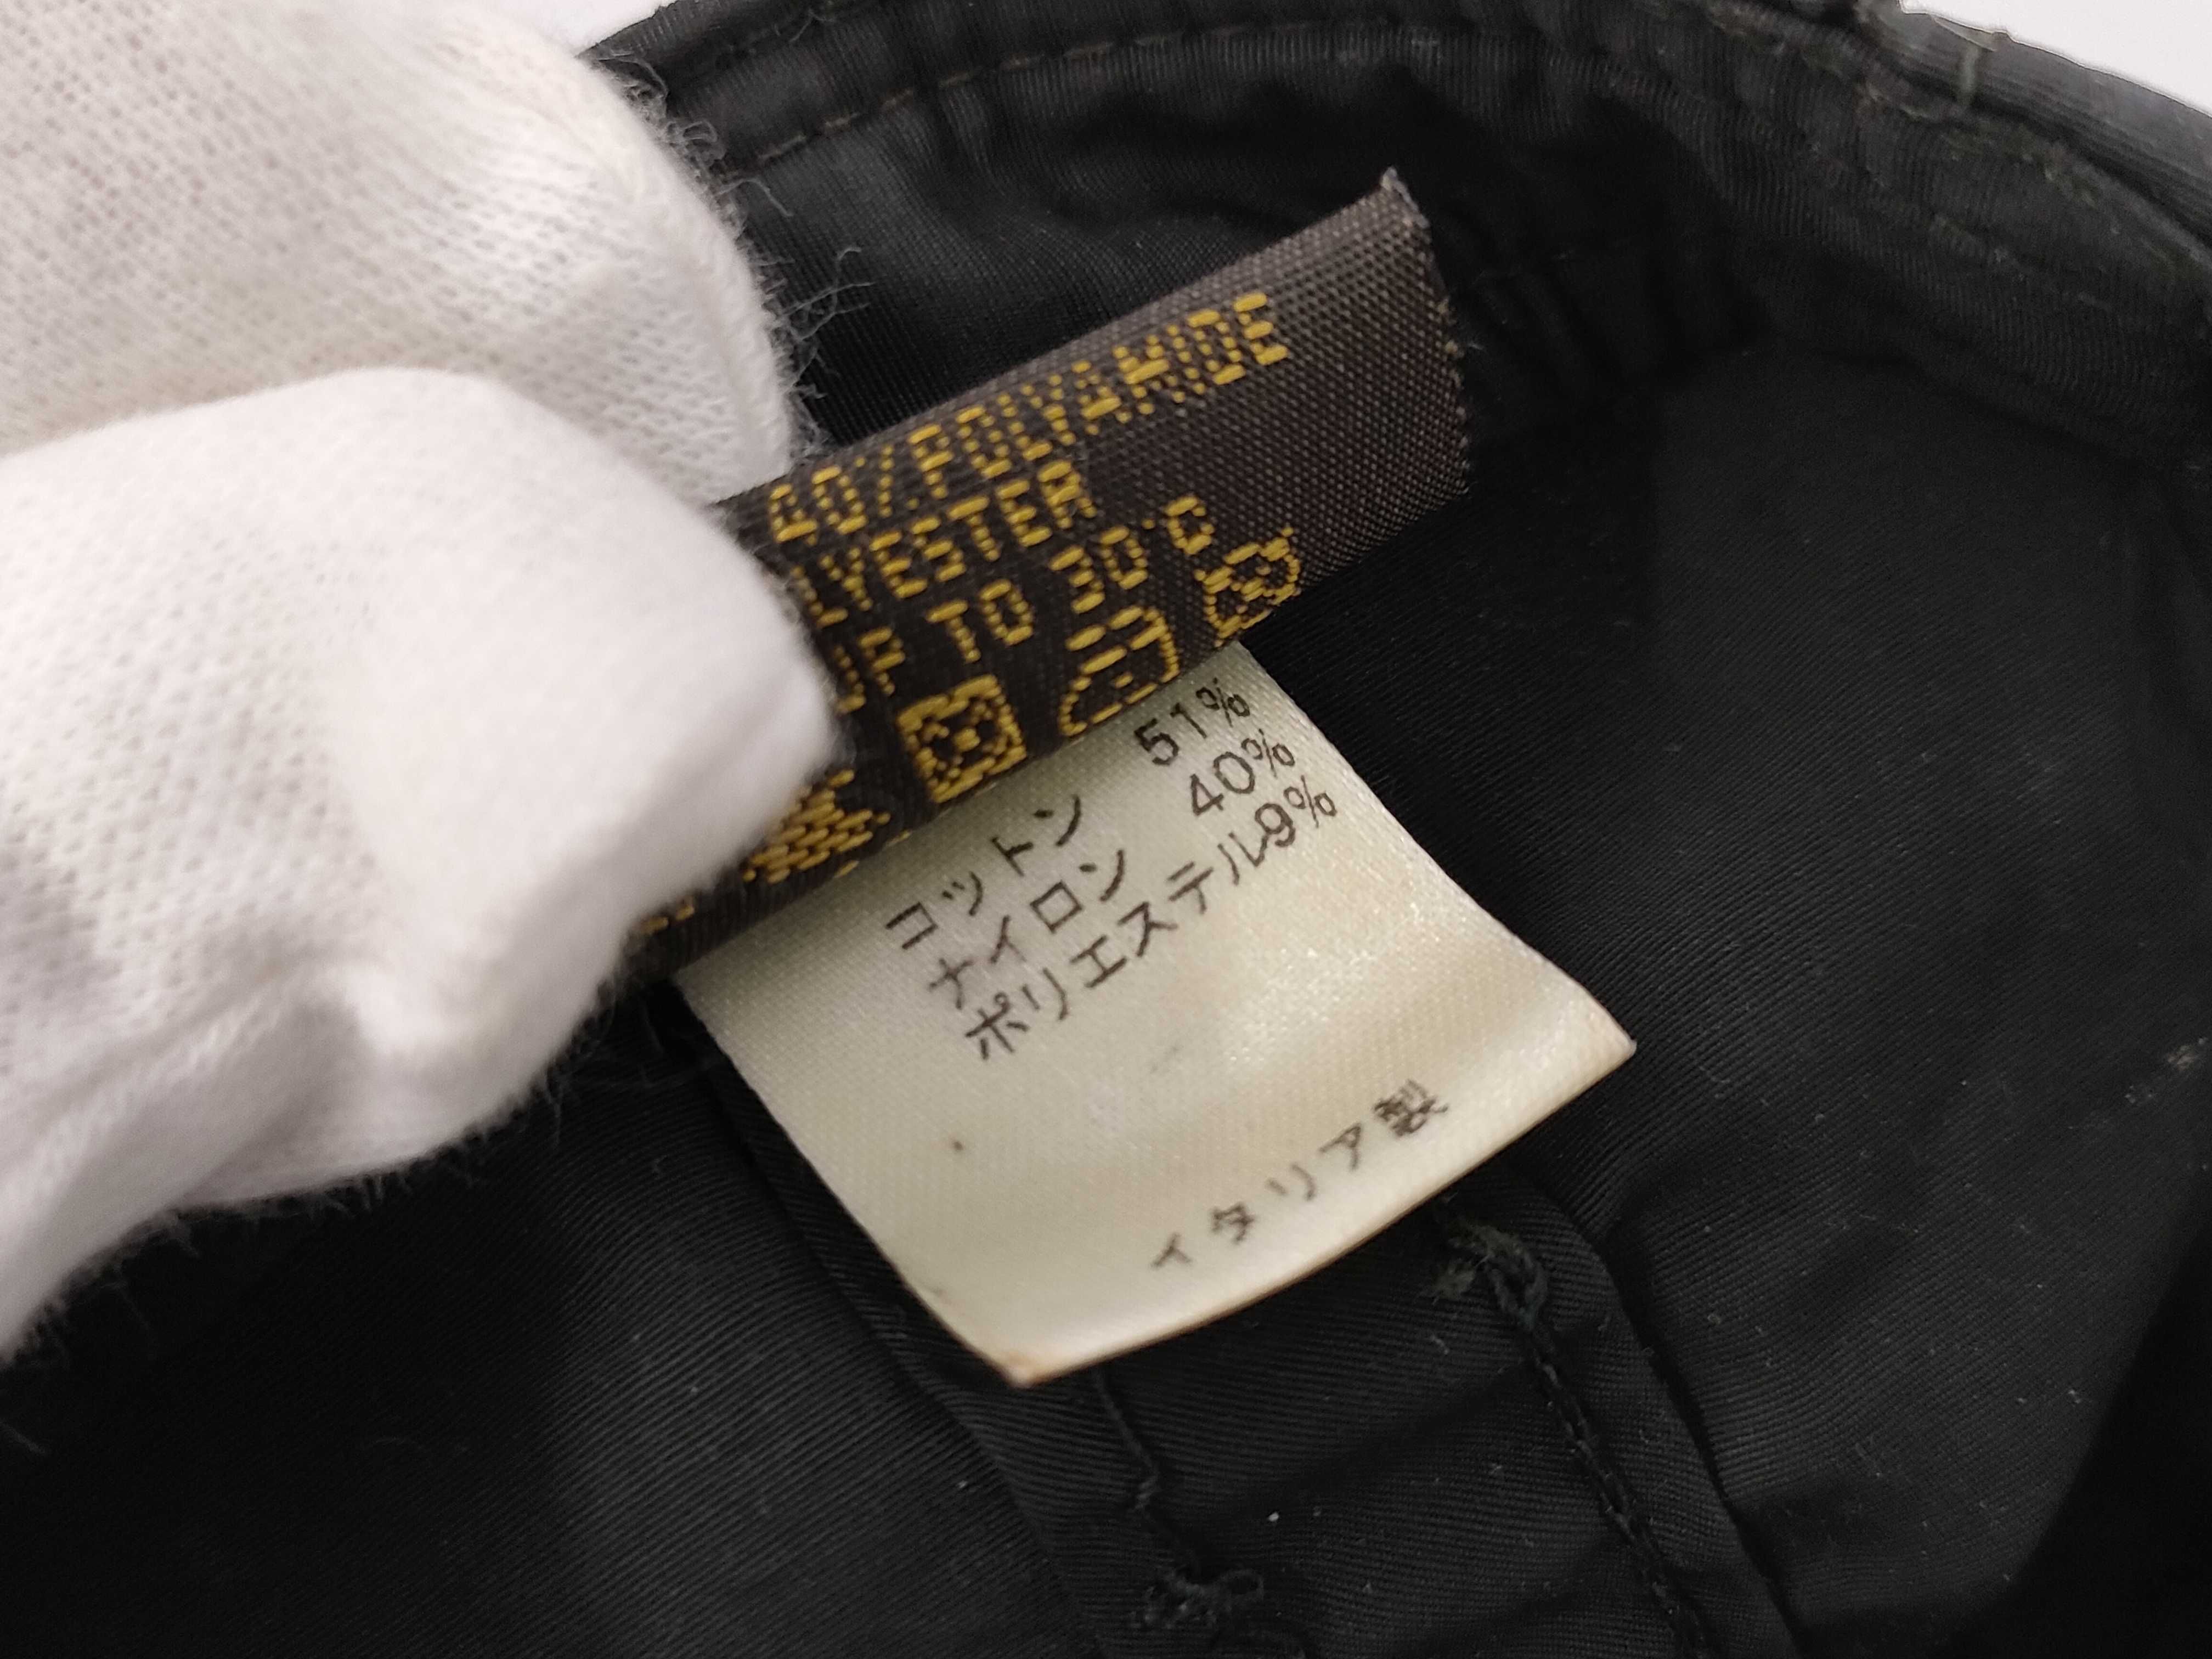 40%POLYAMIDE
UP TO 30°C
コットン 51%
ナイロン 40%
ポリエステル9%
イタリア製